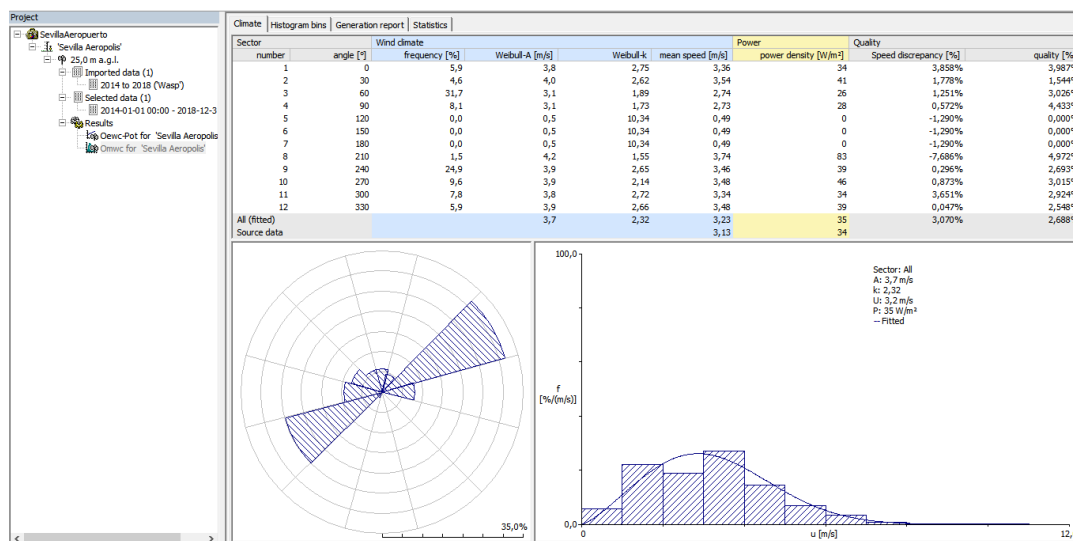 Project
SevillaAeropuerto
'Sevilla Aeropolis'
25,0 m a.g.l.
Imported data (1)
2014 to 2018 ('Wasp')
Selected data (1)
2014-01-01 00:00 - 2018-12-3
Results
Oewc-Pot for 'Sevilla Aeropolis
Omwc for 'Sevilla Aeropolis'
Climate Histogram bins Generation report Statistics
Sector Wind climate Power Quality
number angle [°] frequency [%] Weibull-A [m/s] Weibull-k mean speed [m/s] power density [W/m²] Speed discrepancy [%] quality [%]
1 0 5,9 3,8 2,75 3,36 34 3,858% 3,987%
2 30 4,6 4,0 2,62 3,54 41 1,778% 1,544%
3 60 31,7 3,1 1,89 2,74 26 1,251% 3,026%
4 90 8,1 3,1 1,73 2,73 28 0,572% 4,433%
5 120 0,0 0,5 10,34 0,49 0 -1,290% 0,000%
6 150 0,0 0,5 10,34 0,49 0 -1,290% 0,000%
7 180 0,0 0,5 10,34 0,49 0 -1,290% 0,000%
8 210 1,5 4,2 1,55 3,74 83 -7,686% 4,972%
9 240 24,9 3,9 2,65 3,46 39 0,296% 2,693%
10 270 9,6 3,9 2,14 3,48 46 0,873% 3,015%
11 300 7,8 3,8 2,72 3,34 34 3,651% 2,924%
12 330 5,9 3,9 2,66 3,48 39 0,047% 2,548%
All (fitted) 3,7 2,32 3,23 35 3,070% 2,688%
Source data 3,13 34
35,0%
100,0
f
[%/(m/s)]
0,0
0
u [m/s]
12,
Sector: All
A: 3,7 m/s
k: 2,32
U: 3,2 m/s
P: 35 W/m²
-- Fitted